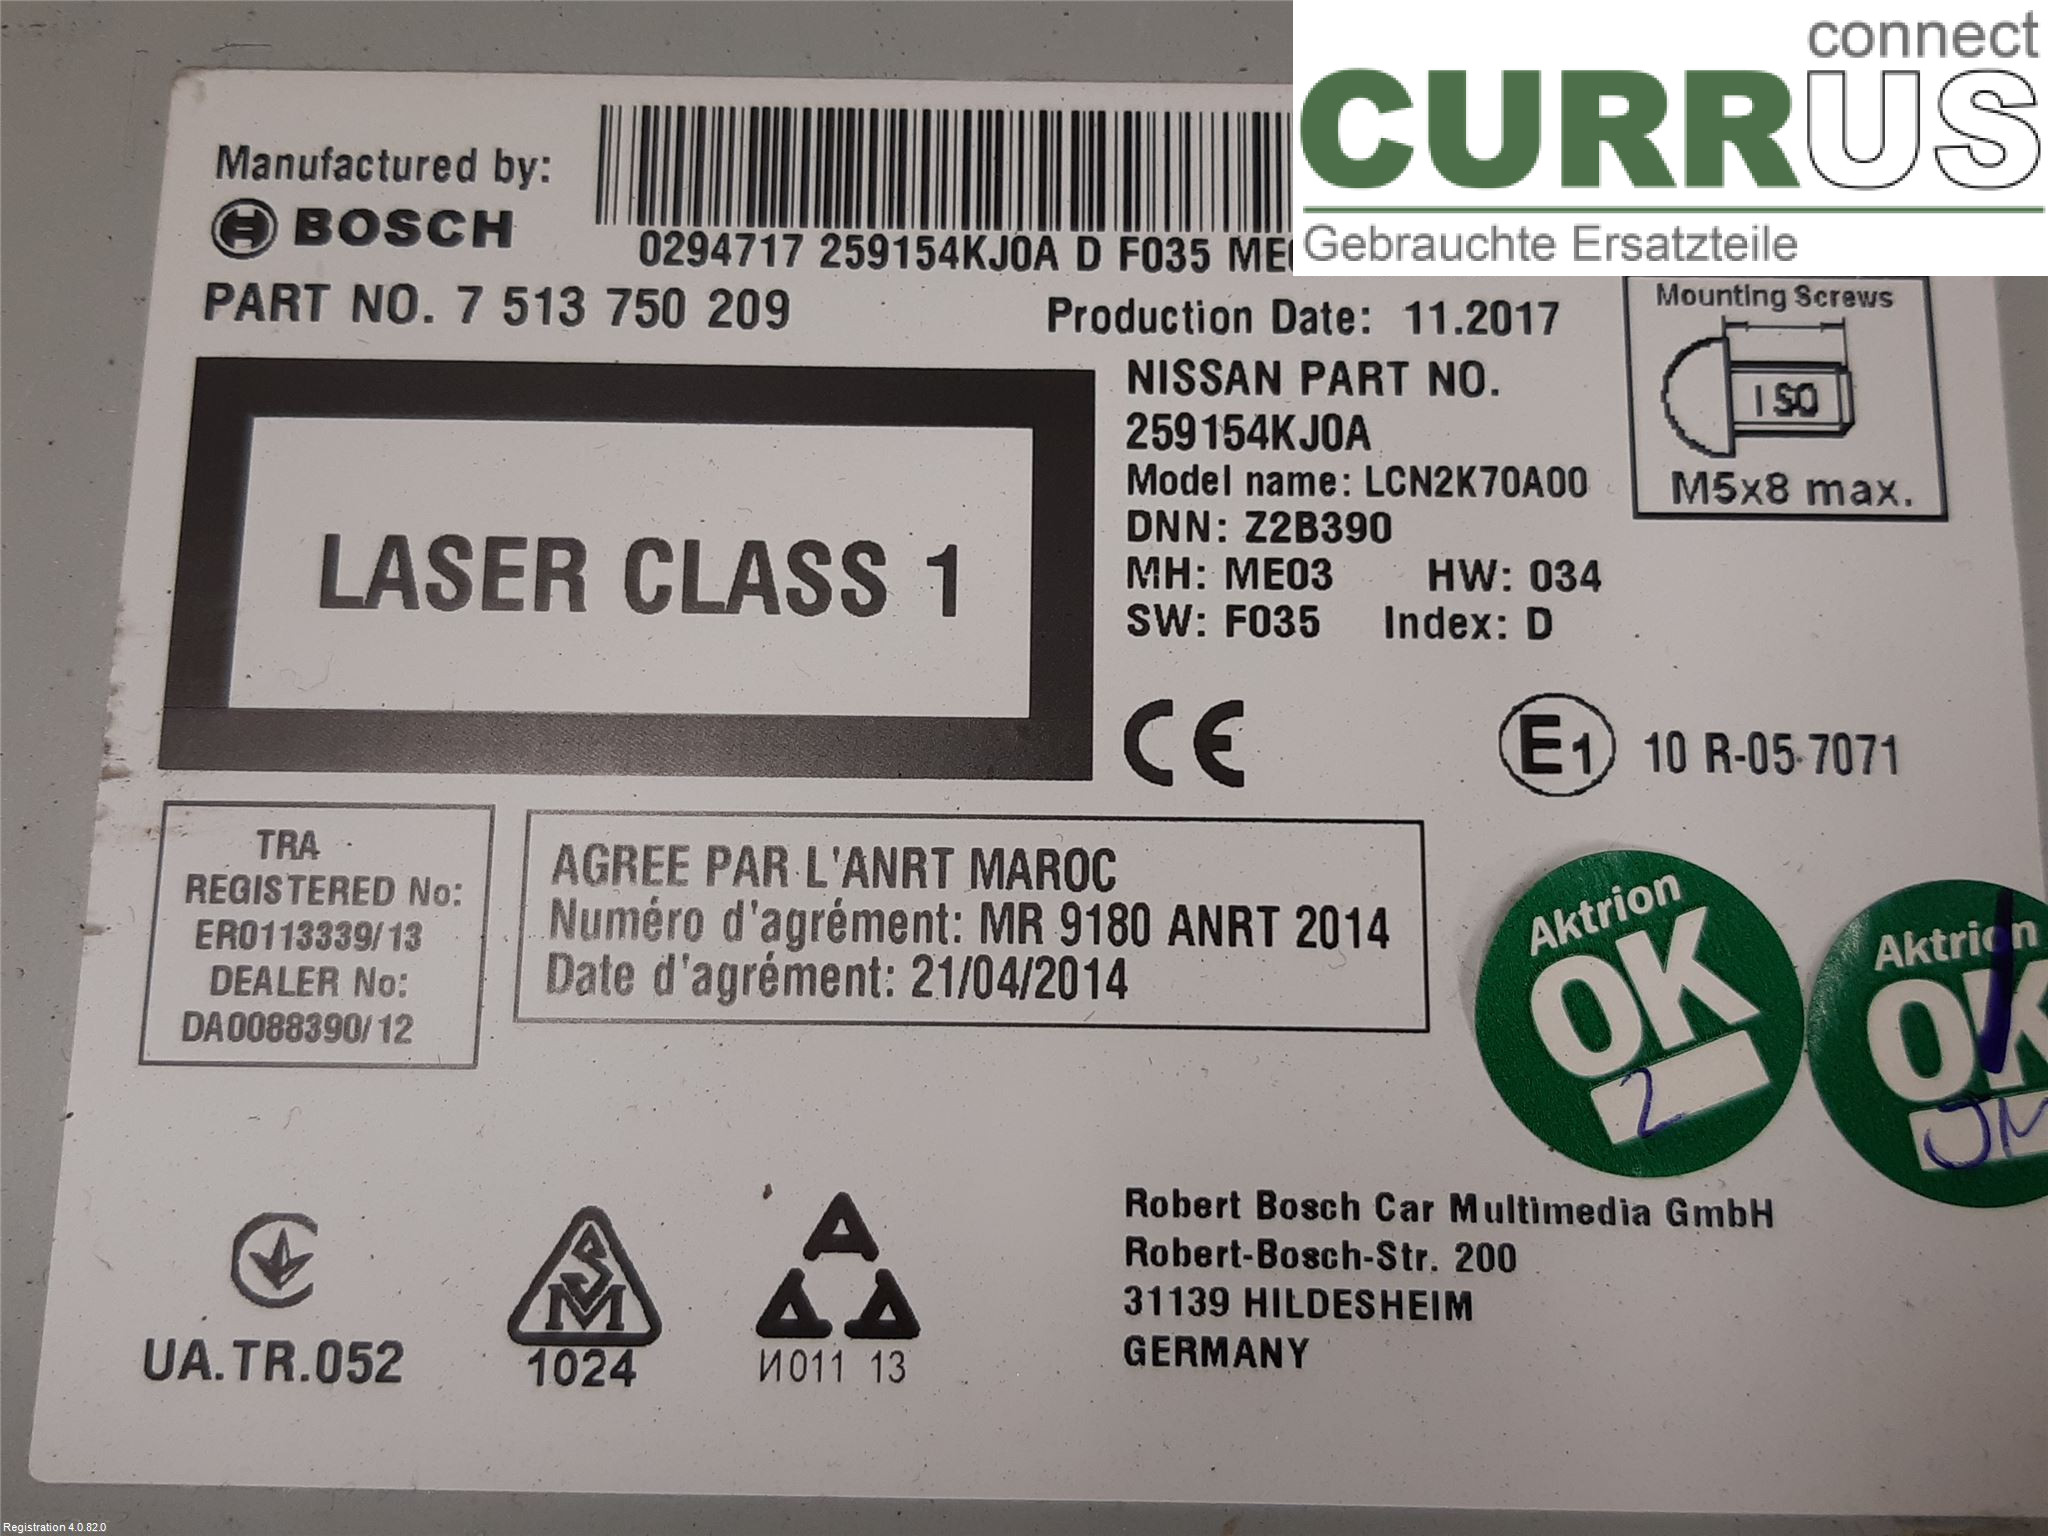 connect
CURRUS
Gebrauchte Ersatzteile
Manufactured by:
BOSCH
0294717 259154KJ0A D F035
PART NO. 7 513 750 209
Production Date: 11.2017
Mounting Screws
ISO
M5x8 max.
NISSAN PART NO.
259154KJ0A
Model name: LCN2K70A00
DNN: Z2B390
MH: ME03 HW: 034
SW: F035 Index: D
LASER CLASS 1
CE
E1 10 R-05 7071
TRA
REGISTERED No:
ER0113339/13
DEALER No:
DA0088390/12
AGREE PAR L'ANRT MAROC
Numéro d'agrément: MR 9180 ANRT 2014
Date d'agrément: 21/04/2014
Aktrion
OK
2
Aktrion
OK
JM
UA.TR.052
SM
1024
AAA
И011 13
Robert Bosch Car Multimedia GmbH
Robert-Bosch-Str. 200
31139 HILDESHEIM
GERMANY
Registration 4.0.82.0